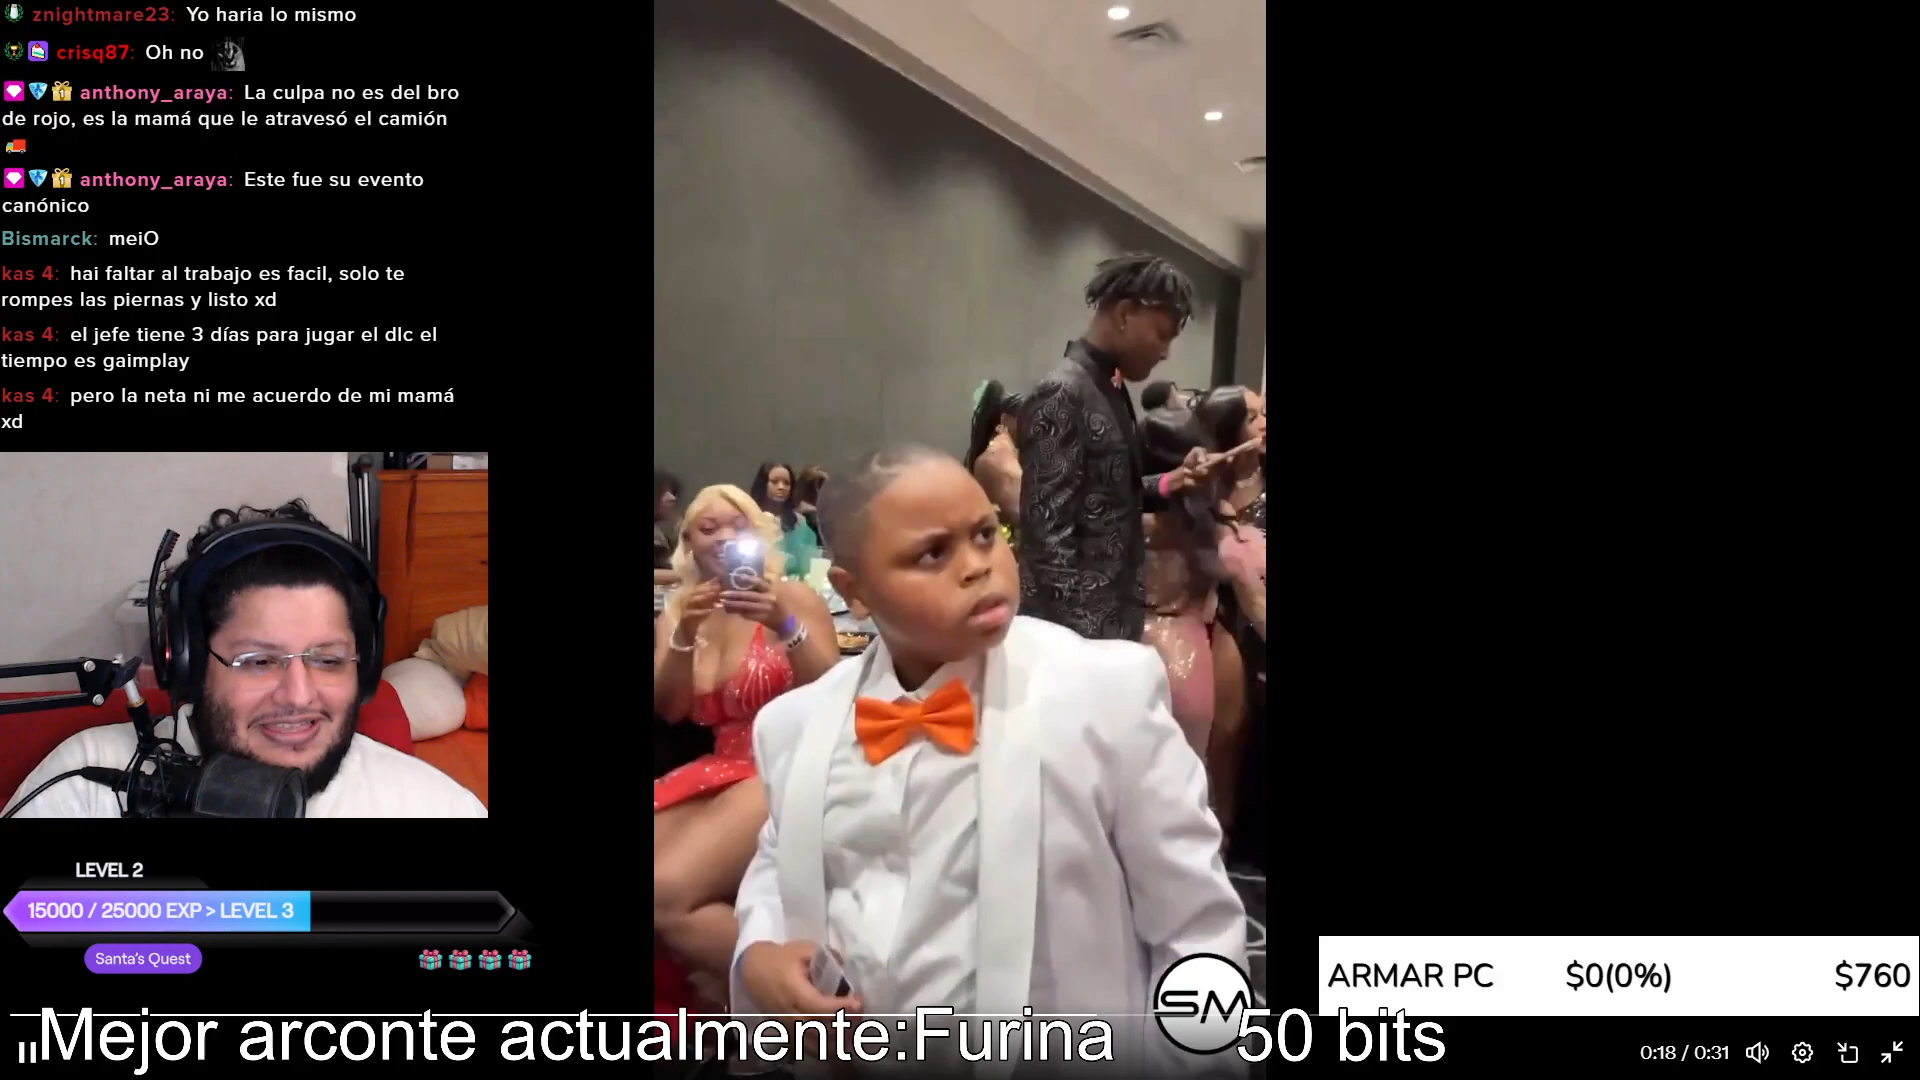 znightmare23: Yo haria lo mismo
crisq87: Oh no
anthony_araya: La culpa no es del bro
de rojo, es la mamá que le atravesó el camión
anthony_araya: Este fue su evento
canónico
Bismarck: meiO
kas 4: hai faltar al trabajo es facil, solo te
rompes las piernas y listo xd
kas 4: el jefe tiene 3 días para jugar el dlc el
tiempo es gaimplay
kas 4: pero la neta ni me acuerdo de mi mamá
xd
LEVEL 2
15000 / 25000 EXP > LEVEL 3
Santa's Quest
SM
ARMAR PC $0(0%) $760
Mejor arconte actualmente:Furina 50 bits
0:18 / 0:31